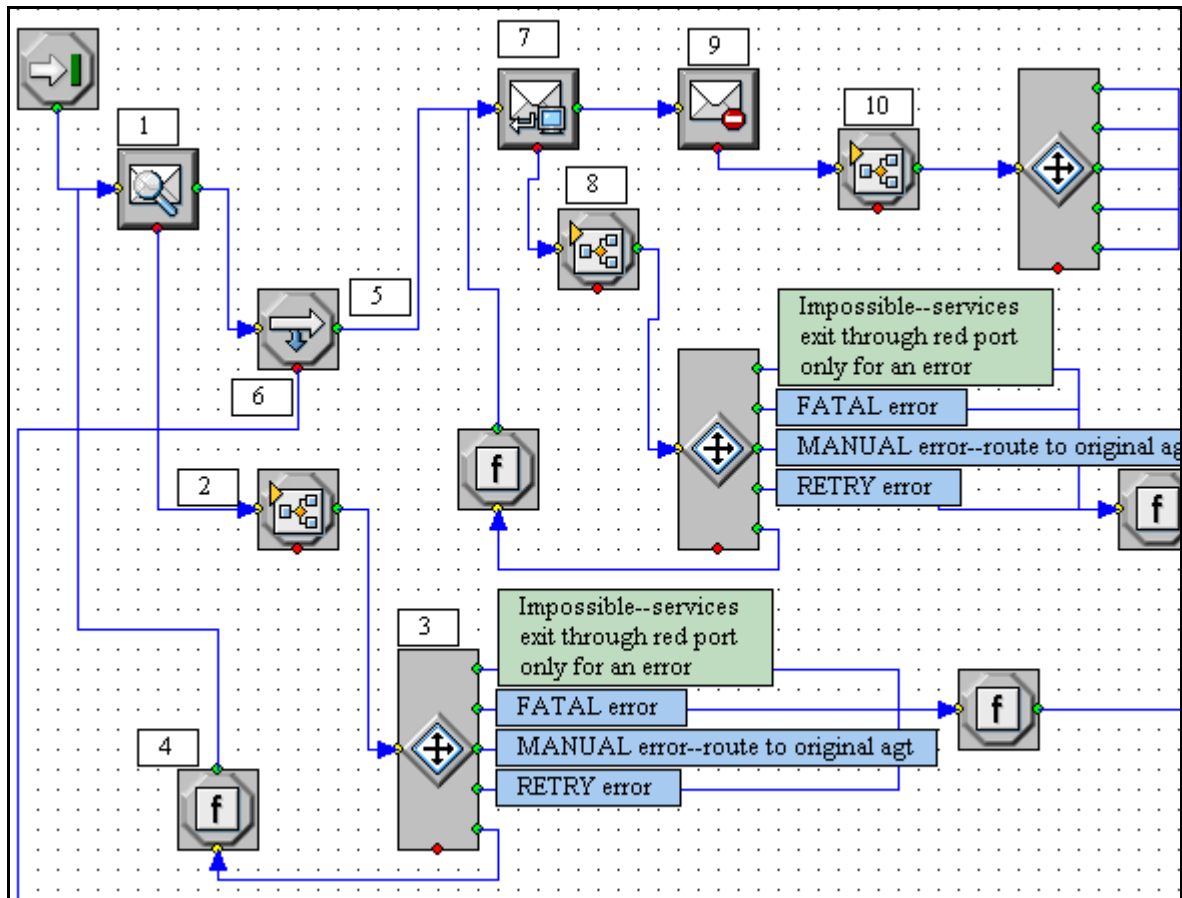 7
9
1
10
8
5
Impossible--services
exit through red port
only for an error
6
FATAL error
MANUAL error--route to original ag
RETRY error
f
2
f
Impossible--services
exit through red port
only for an error
3
FATAL error
f
MANUAL error--route to original agt
4
RETRY error
f